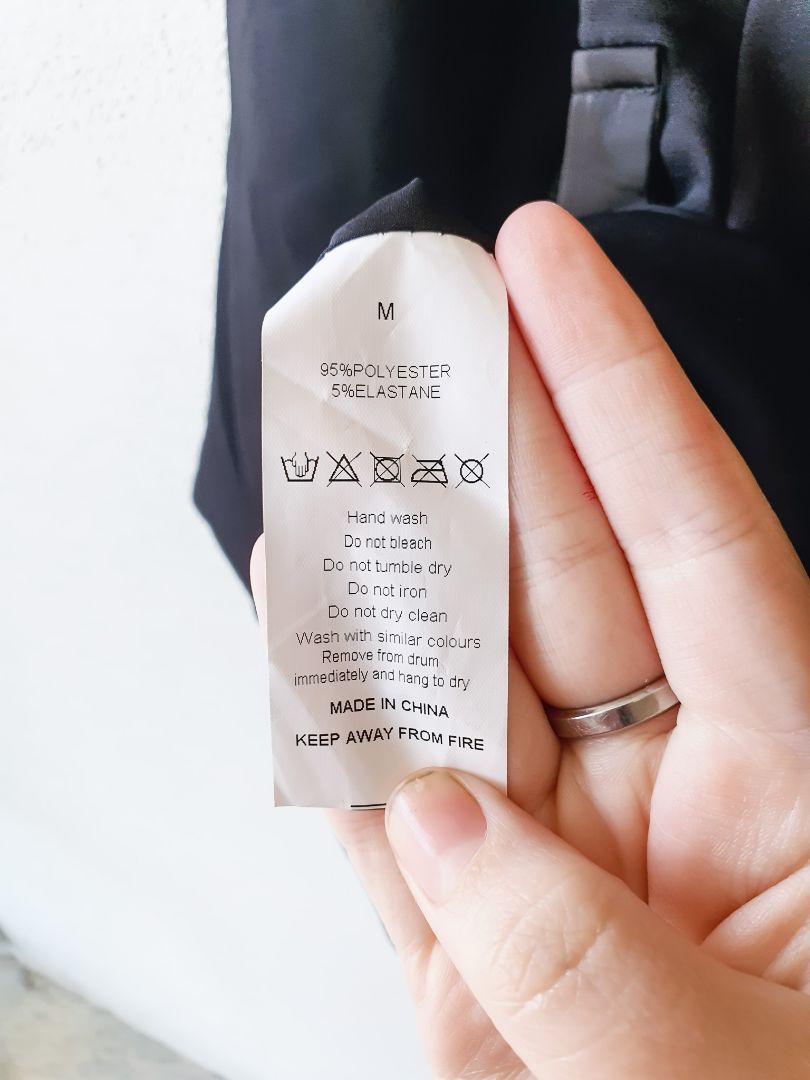 M
95%POLYESTER
5%ELASTANE
Hand wash
Do not bleach
Do not tumble dry
Do not iron
Do not dry clean
Wash with similar colours
Remove from drum
immediately and hang to dry
MADE IN CHINA
KEEP AWAY FROM FIRE